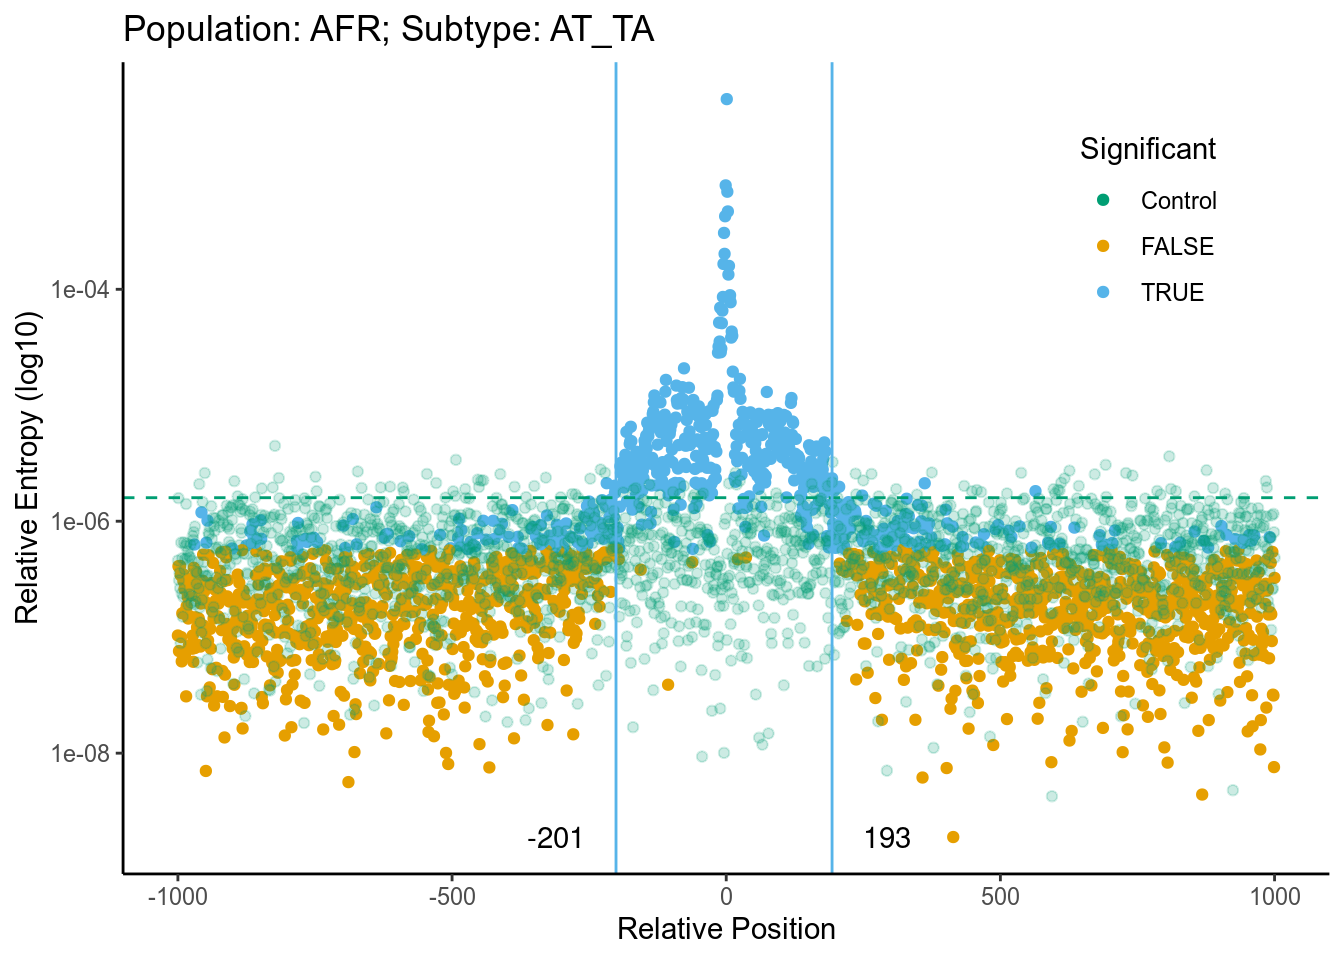 Population: AFR; Subtype: AT_TA
Relative Entropy (log10)
1e-04
1e-06
1e-08
Significant
Control
FALSE
TRUE
-201
193
-1000
-500
0
500
1000
Relative Position